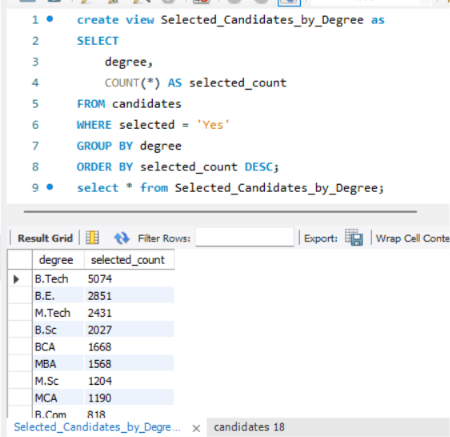 1 create view Selected_Candidates_by_Degree as
2 SELECT
3 degree,
4 COUNT(*) AS selected_count
5 FROM candidates
6 WHERE selected = 'Yes'
7 GROUP BY degree
8 ORDER BY selected_count DESC;
9 select * from Selected_Candidates_by_Degree;
Result Grid Filter Rows: Export: Wrap Cell Conte
degree selected_count
B.Tech 5074
B.E. 2851
M.Tech 2431
B.Sc 2027
BCA 1668
MBA 1568
M.Sc 1204
MCA 1190
B.Com 818
Selected_Candidates_by_Degre... × candidates 18